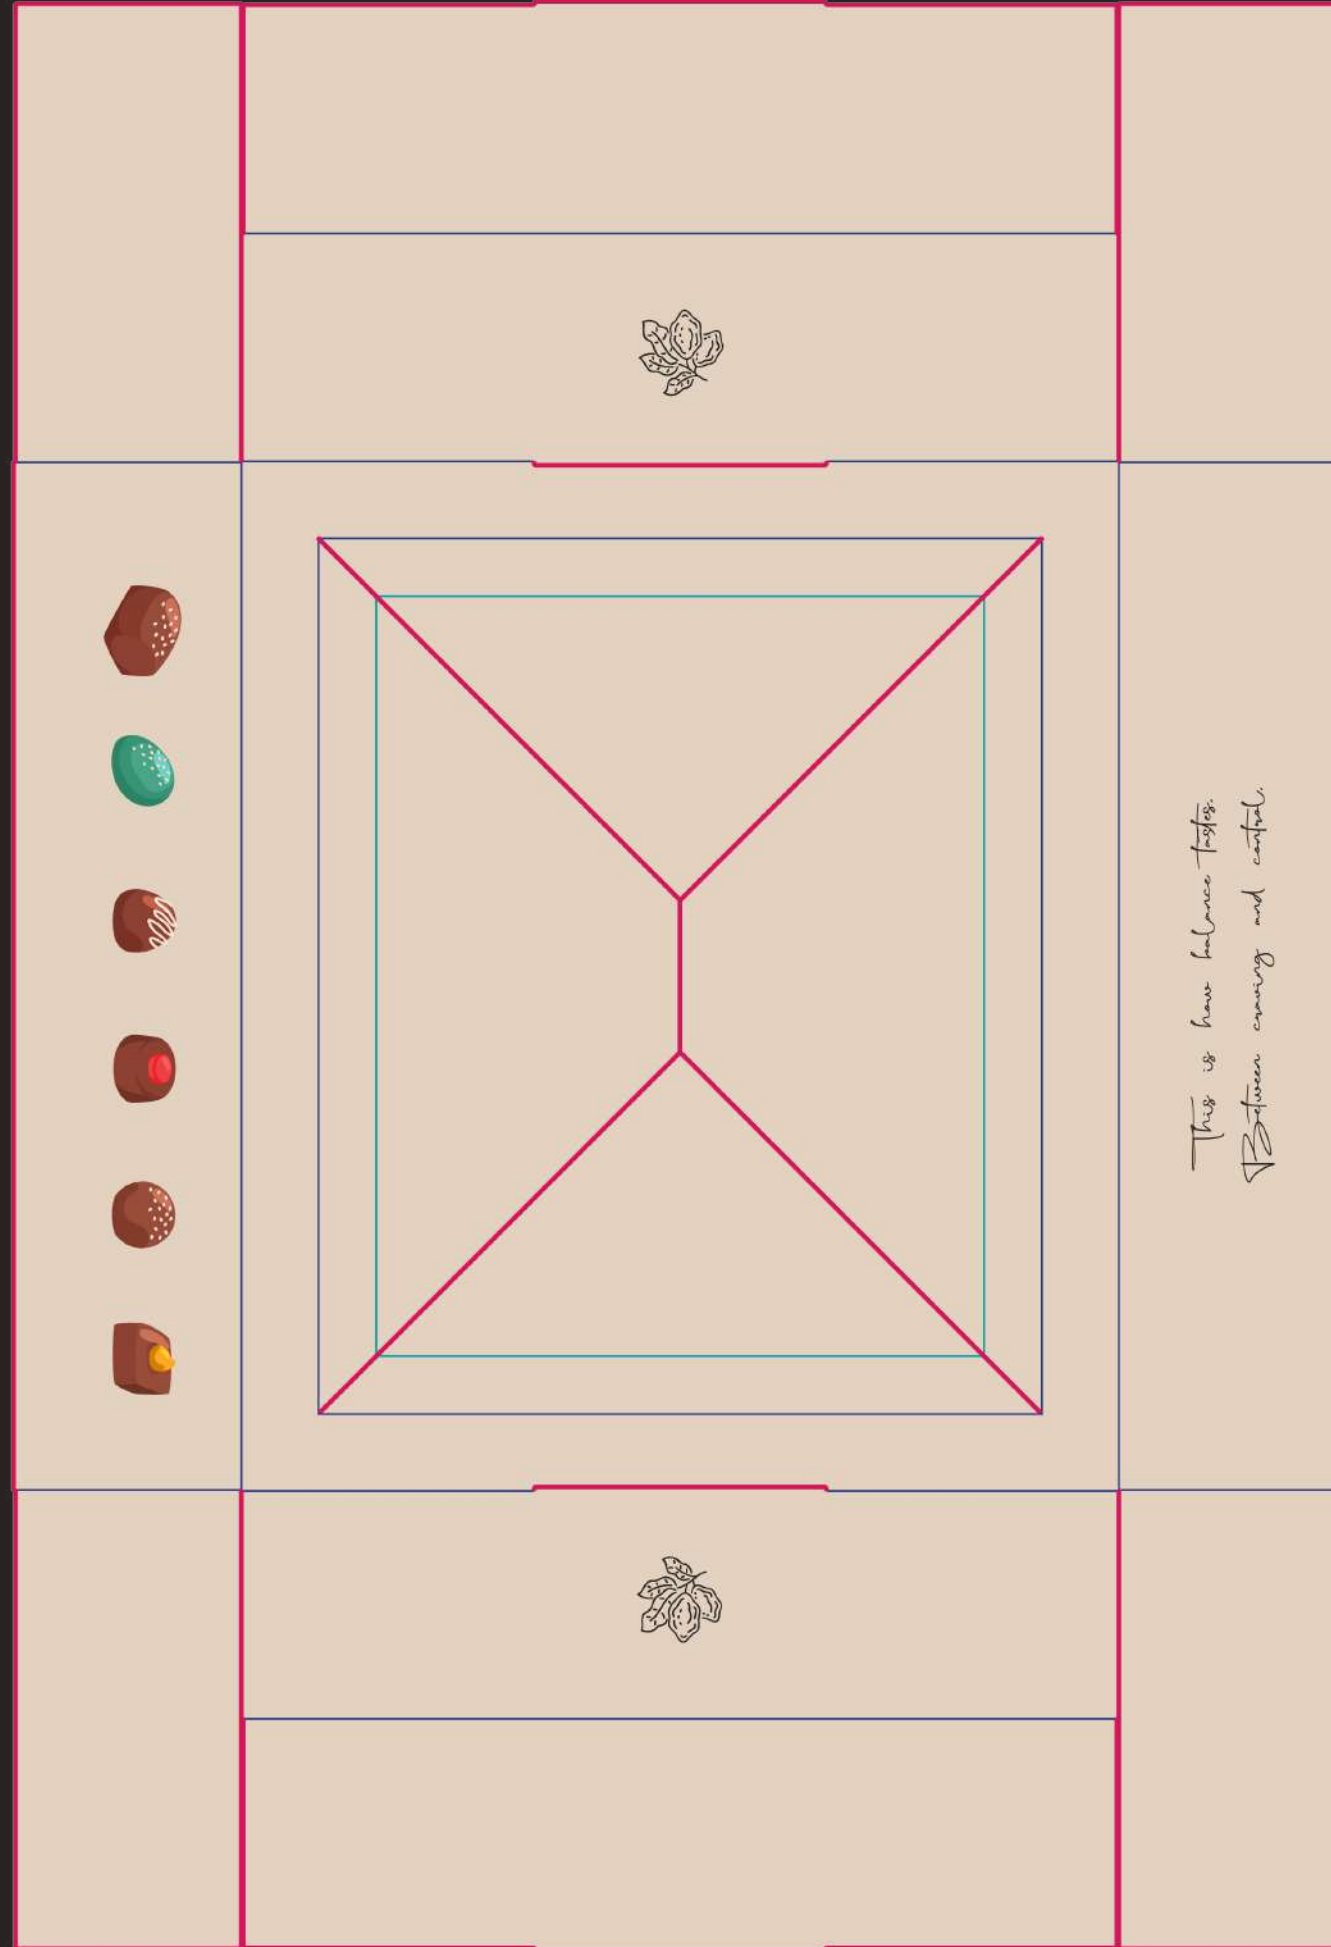 This is how balance tastes.
Between craving and control.